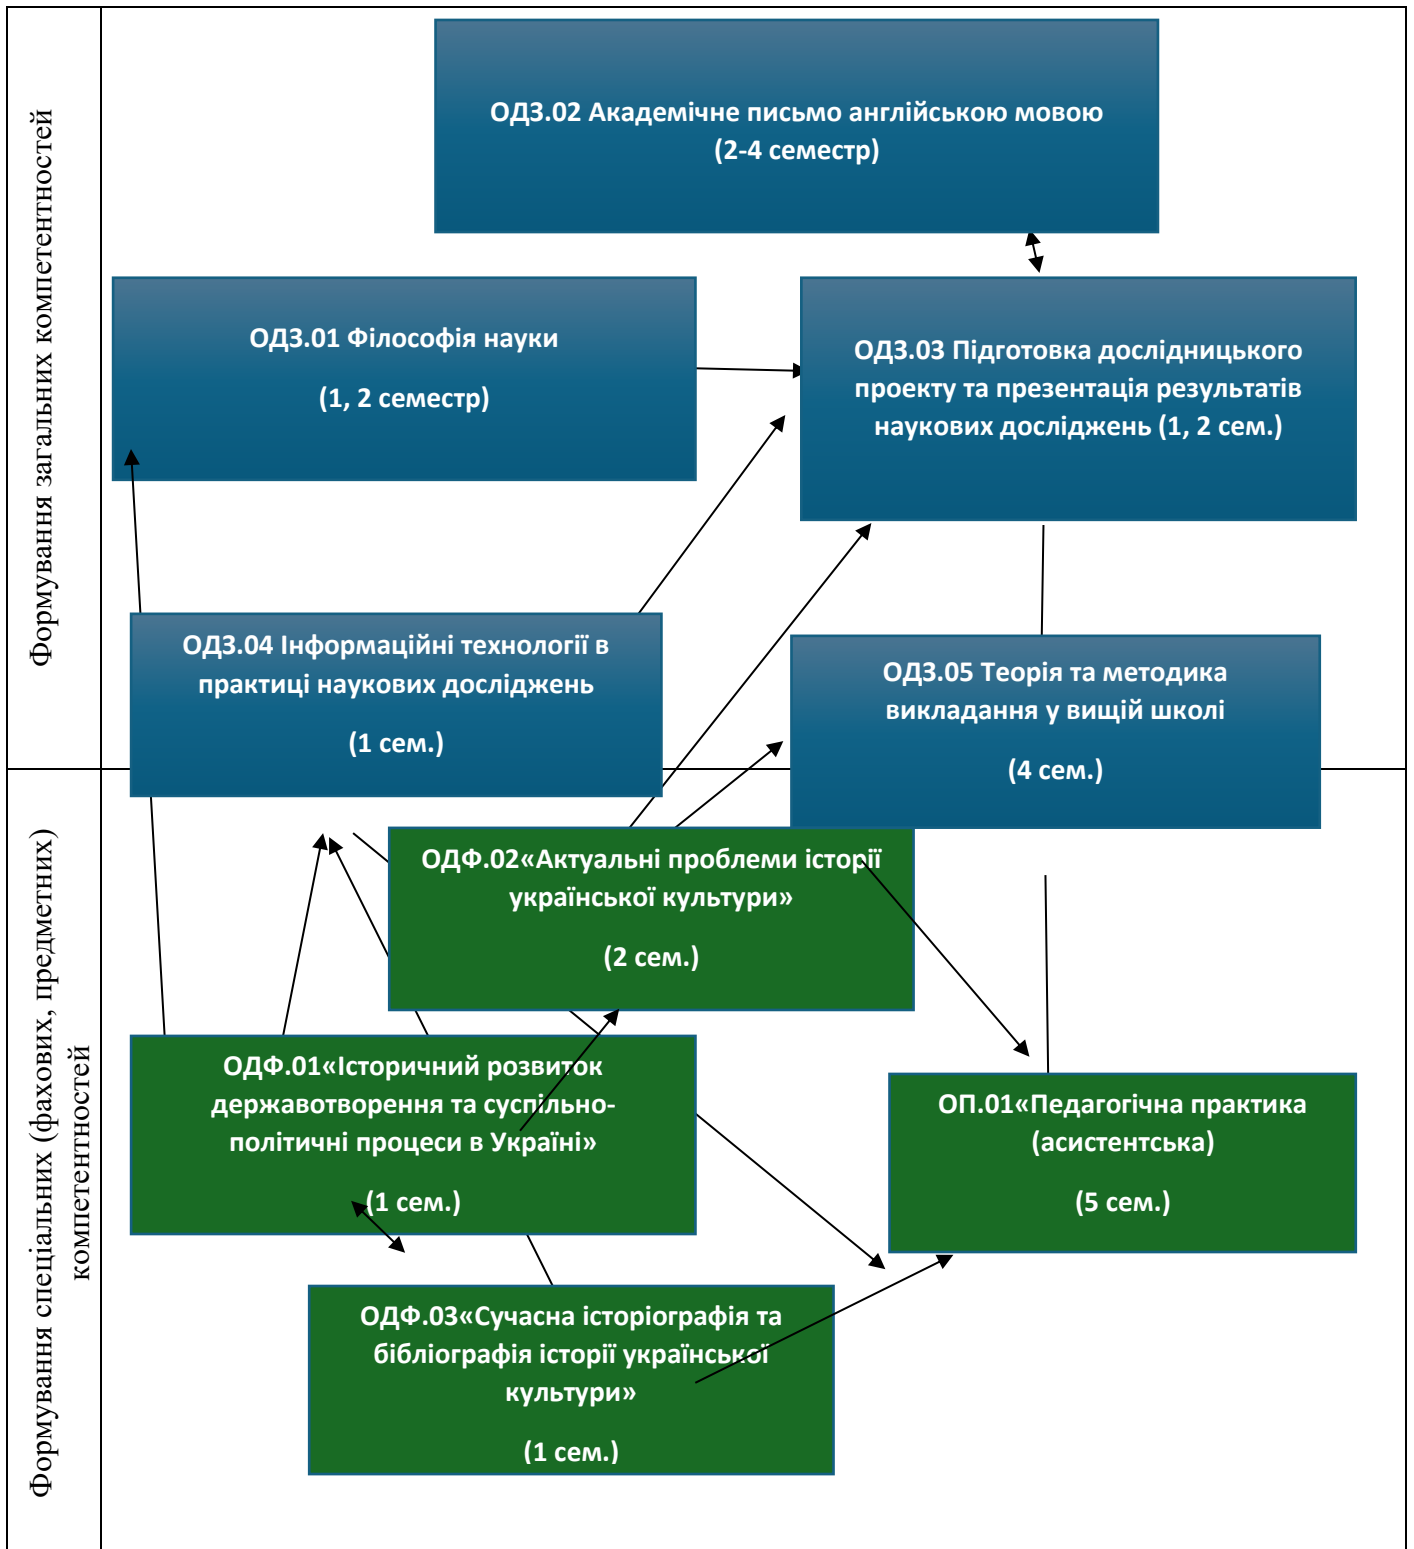 Формування загальних компетентностей
ОДЗ.02 Академічне письмо англійською мовою
(2-4 семестр)
ОДЗ.01 Філософія науки
(1, 2 семестр)
ОДЗ.03 Підготовка дослідницького
проекту та презентація результатів
наукових досліджень (1, 2 сем.)
ОДЗ.04 Інформаційні технології в
практиці наукових досліджень
(1 сем.)
ОДЗ.05 Теорія та методика
викладання у вищій школі
(4 сем.)
Формування спеціальних (фахових, предметних)
компетентностей
ОДФ.02«Актуальні проблеми історії
української культури»
(2 сем.)
ОДФ.01«Історичний розвиток
державотворення та суспільно-
політичні процеси в Україні»
(1 сем.)
ОП.01«Педагогічна практика
(асистентська)
(5 сем.)
ОДФ.03«Сучасна історіографія та
бібліографія історії української
культури»
(1 сем.)